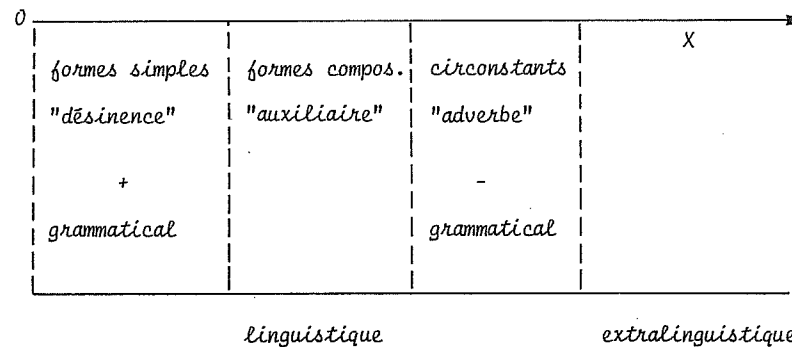 0
X
formes simples formes compos. circonstants
"désinence" "auxiliaire" "adverbe"
+ -
grammatical grammatical
linguistique extralinguistique